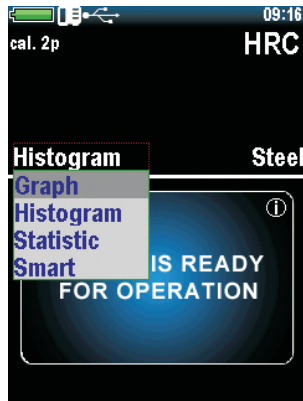 09:16
cal. 2p HRC
Histogram Steel
Graph
Histogram
Statistic
Smart
IS READY
FOR OPERATION